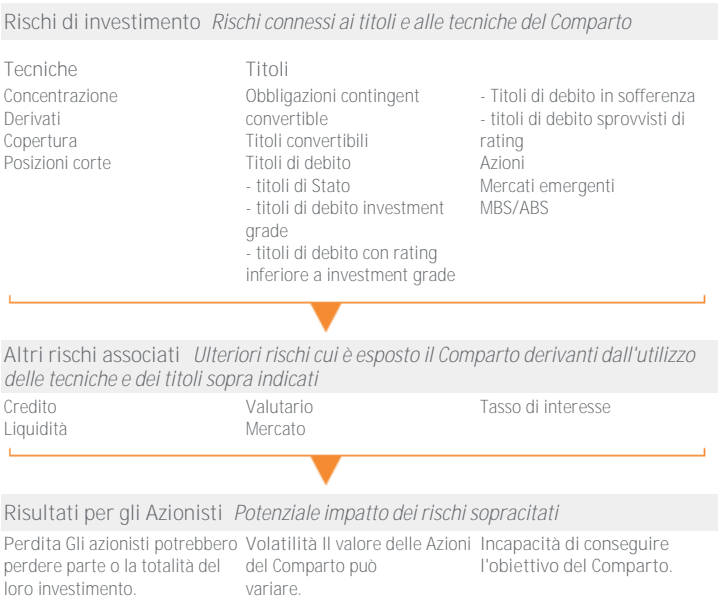 Rischi di investimento Rischi connessi ai titoli e alle tecniche del Comparto
Tecniche
Concentrazione
Derivati
Copertura
Posizioni corte
Titoli
Obbligazioni contingent
convertible
Titoli convertibili
Titoli di debito
- titoli di Stato
- titoli di debito investment
grade
- titoli di debito con rating
inferiore a investment grade
- Titoli di debito in sofferenza
- titoli di debito sprovvisti di
rating
Azioni
Mercati emergenti
MBS/ABS
Altri rischi associati Ulteriori rischi cui è esposto il Comparto derivanti dall'utilizzo
delle tecniche e dei titoli sopra indicati
Credito
Liquidità
Valutario
Mercato
Tasso di interesse
Risultati per gli Azionisti Potenziale impatto dei rischi sopracitati
Perdita Gli azionisti potrebbero
perdere parte o la totalità del
loro investimento.
Volatilità Il valore delle Azioni
del Comparto può
variare.
Incapacità di conseguire
l'obiettivo del Comparto.